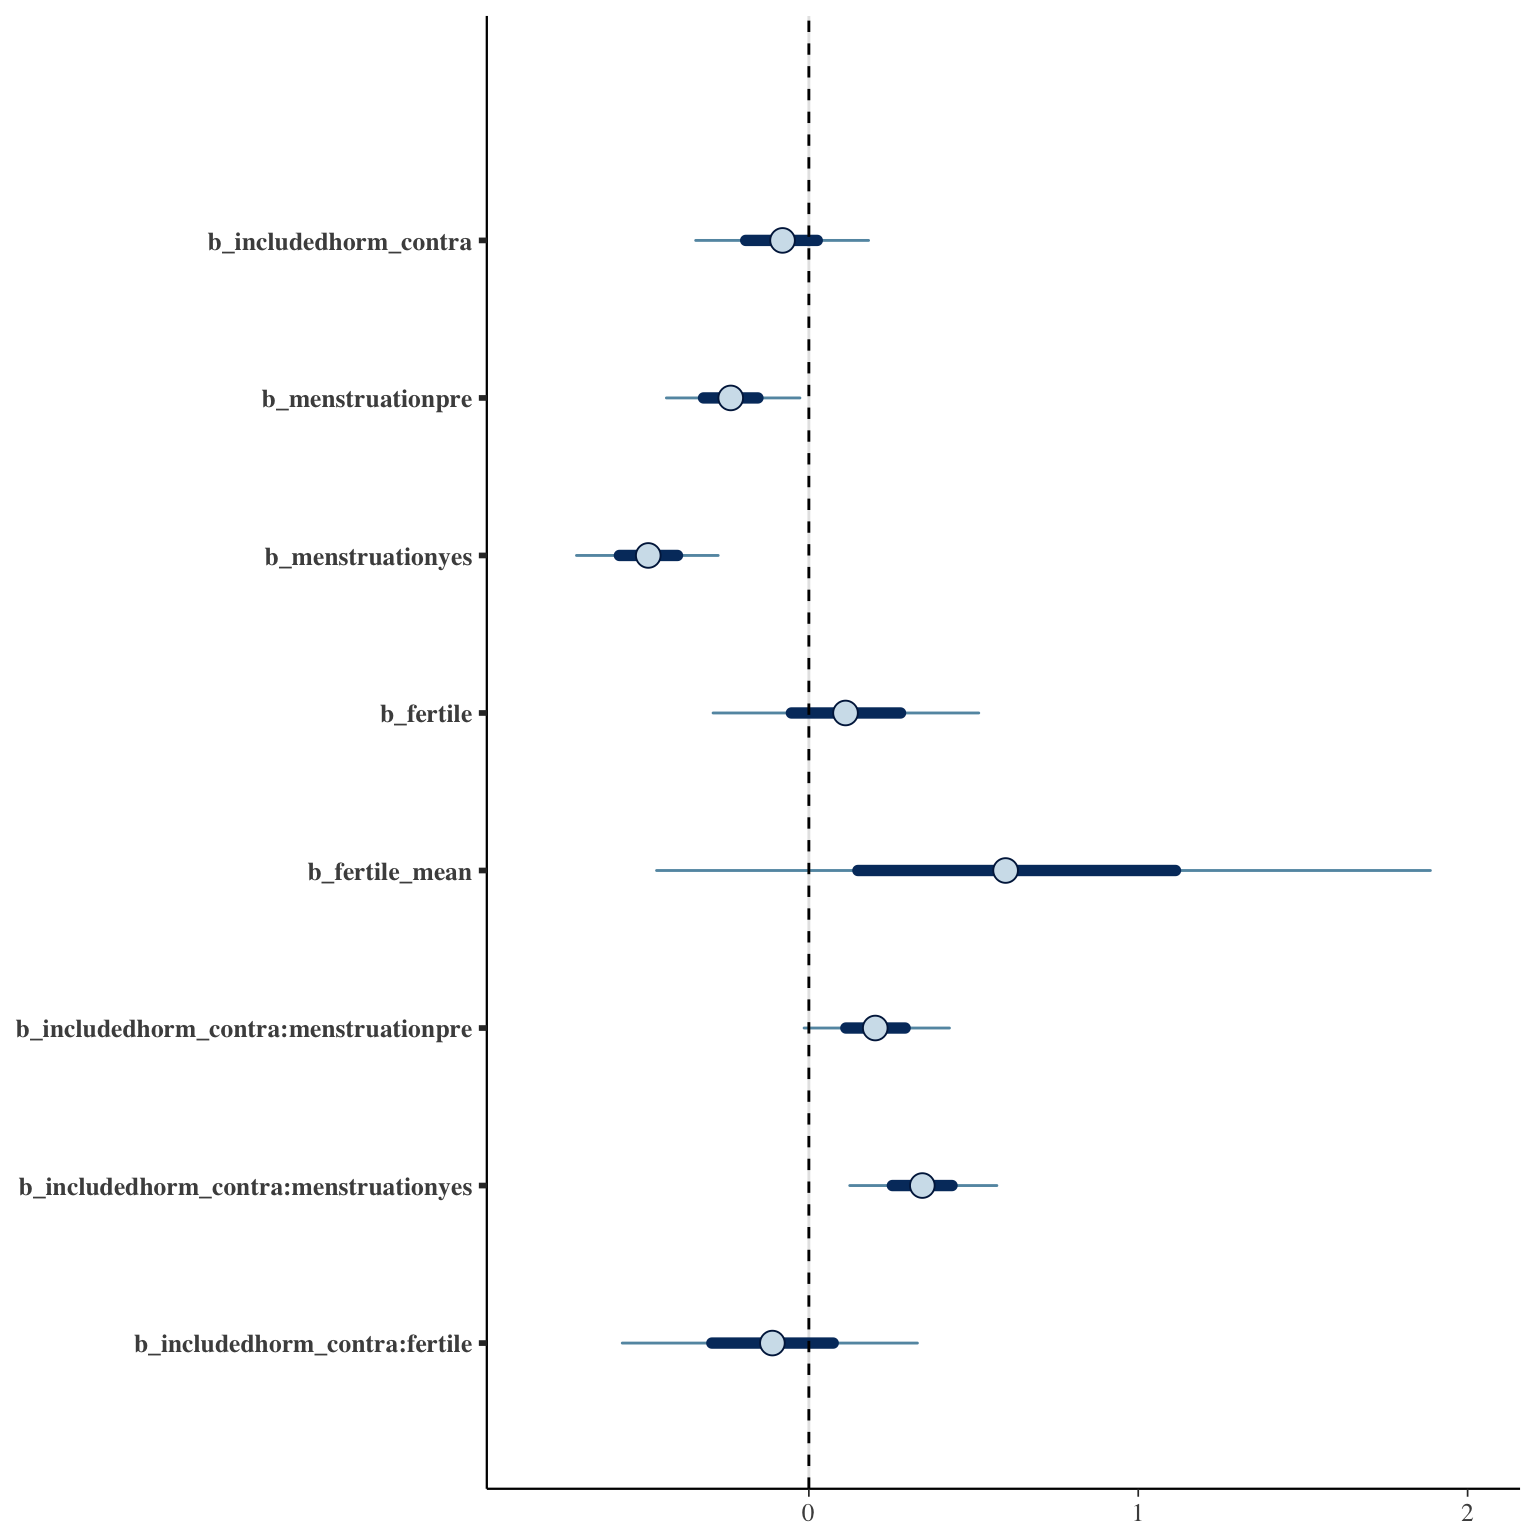 b_includedhorm_contra
b_menstruationpre
b_menstruationyes
b_fertile
b_fertile_mean
b_includedhorm_contra:menstruationpre
b_includedhorm_contra:menstruationyes
b_includedhorm_contra:fertile
0 1 2